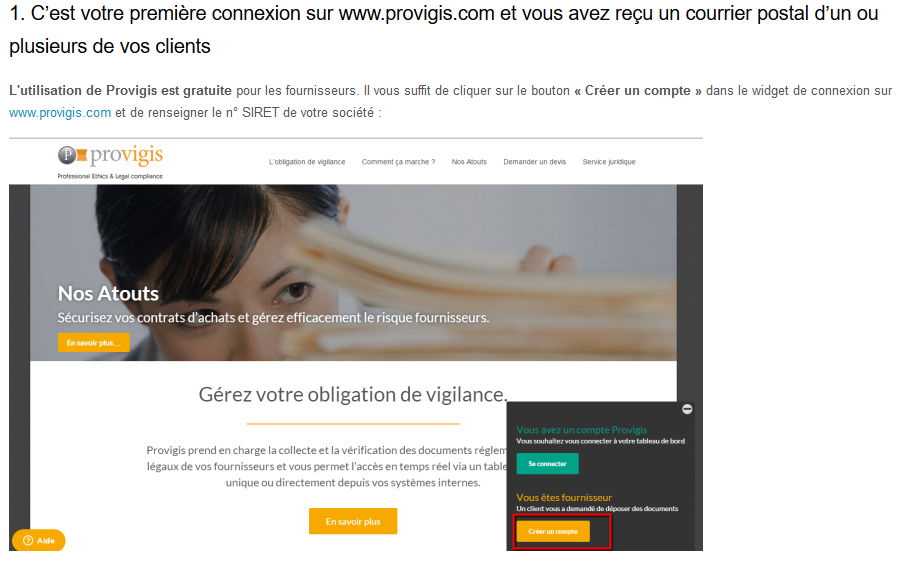 1. C’est votre première connexion sur www.provigis.com et vous avez reçu un courrier postal d’un ou
plusieurs de vos clients
L'utilisation de Provigis est gratuite pour les fournisseurs. Il vous suffit de cliquer sur le bouton « Créer un compte » dans le widget de connexion sur
www.provigis.com et de renseigner le n° SIRET de votre société :
P provigis
Professional Ethics & Legal compliance
L'obligation de vigilance Comment ça marche ? Nos Atouts Demander un devis Service juridique
Nos Atouts
Sécurisez vos contrats d'achats et gérez efficacement le risque fournisseurs.
En savoir plus...
Gérez votre obligation de vigilance.
Provigis prend en charge la collecte et la vérification des documents réglem
légaux de vos fournisseurs et vous permet l'accès en temps réel via un table
unique ou directement depuis vos systèmes internes.
En savoir plus
Aide
Vous avez un compte Provigis
Vous souhaitez vous connecter à votre tableau de bord
Se connecter
Vous êtes fournisseur
Un client vous a demandé de déposer des documents
Créer un compte